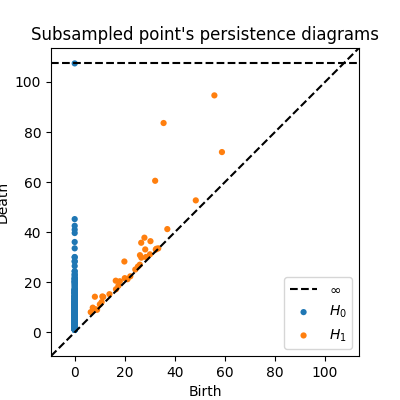 Subsampled point's persistence diagrams
100
80
60
40
20
0
Death
0 20 40 60 80 100
Birth
∞
H₀
H₁